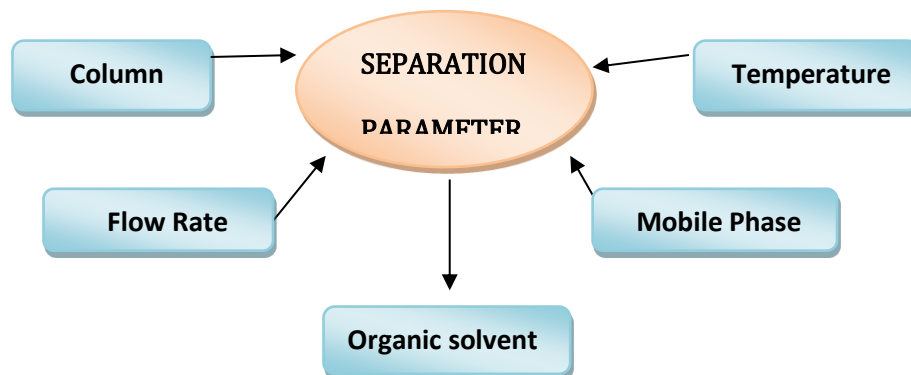 SEPARATION
PARAMETER
Column
Temperature
Flow Rate
Mobile Phase
Organic solvent